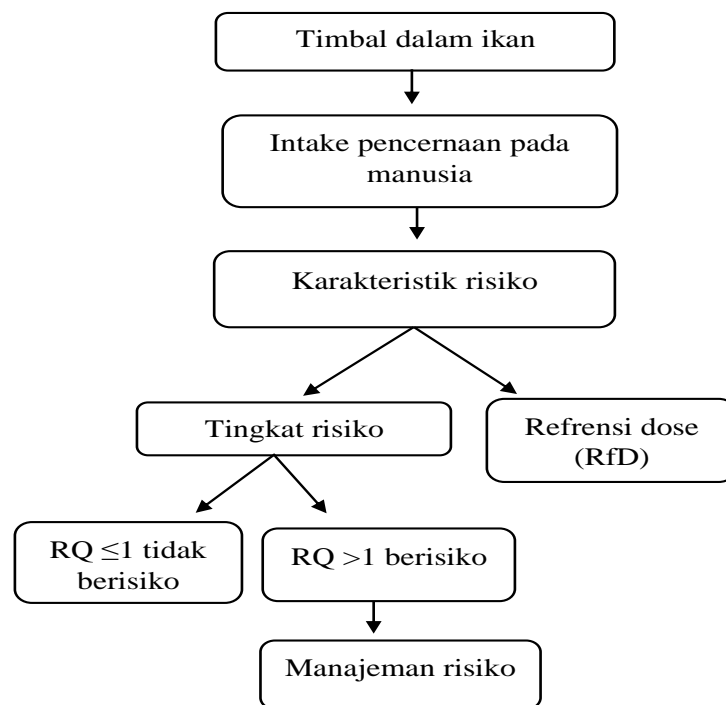 Timbal dalam ikan
Intake pencernaan pada
manusia
Karakteristik risiko
Tingkat risiko
Refrensi dose
(RfD)
RQ ≤1 tidak
berisiko
RQ >1 berisiko
Manajeman risiko